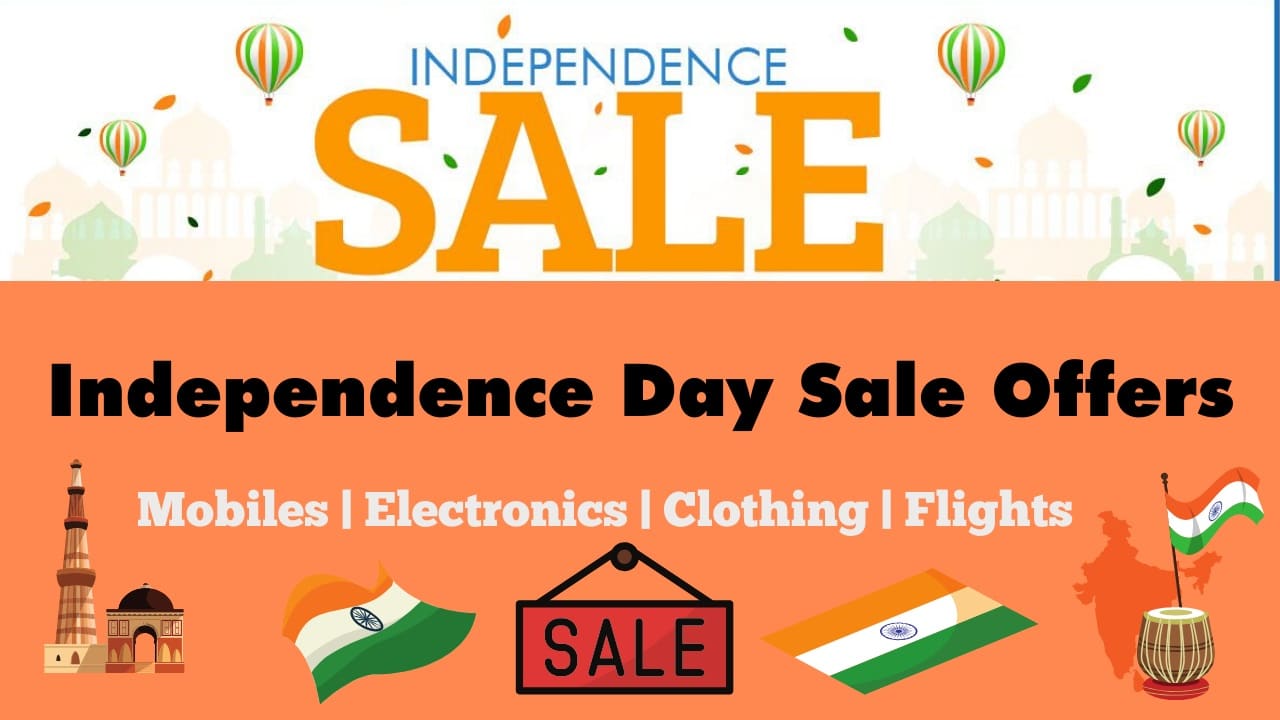 INDEPENDENCE
SALE
Independence Day Sale Offers
Mobiles | Electronics | Clothing | Flights
SALE